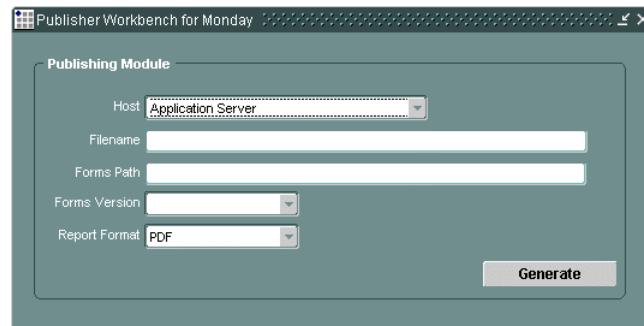 Publisher Workbench for Monday
Publishing Module
Host Application Server
Filename
Forms Path
Forms Version
Report Format PDF
Generate